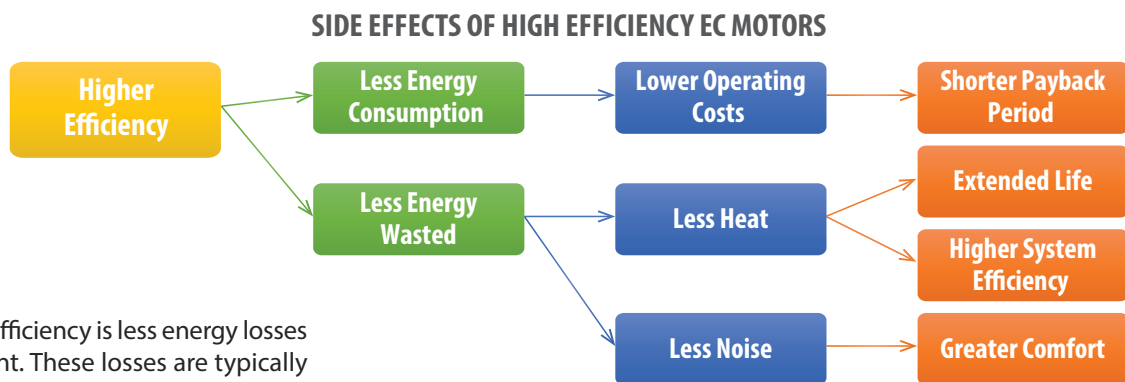 SIDE EFFECTS OF HIGH EFFICIENCY EC MOTORS
Higher
Efficiency
Less Energy
Consumption
Lower Operating
Costs
Shorter Payback
Period
Less Energy
Wasted
Less Heat
Extended Life
Higher System
Efficiency
Less Noise
Greater Comfort
fficiency is less energy losses
nt. These losses are typically